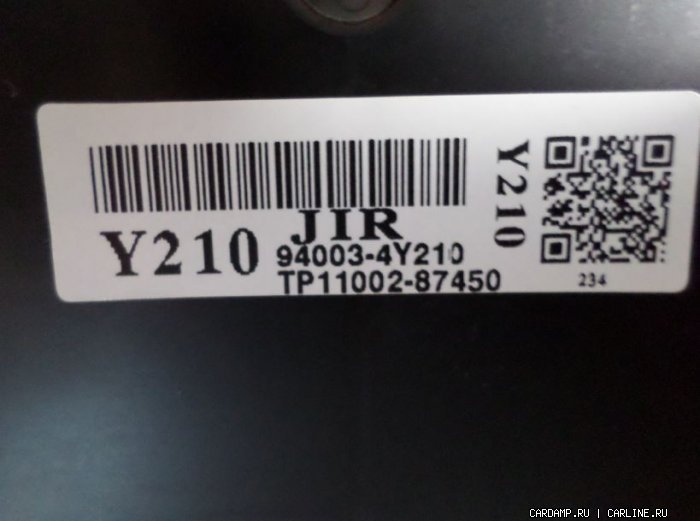 JIR
Y210 94003-4Y210
TP11002-87450
Y210
234
CARDAMP.RU | CARLINE.RU